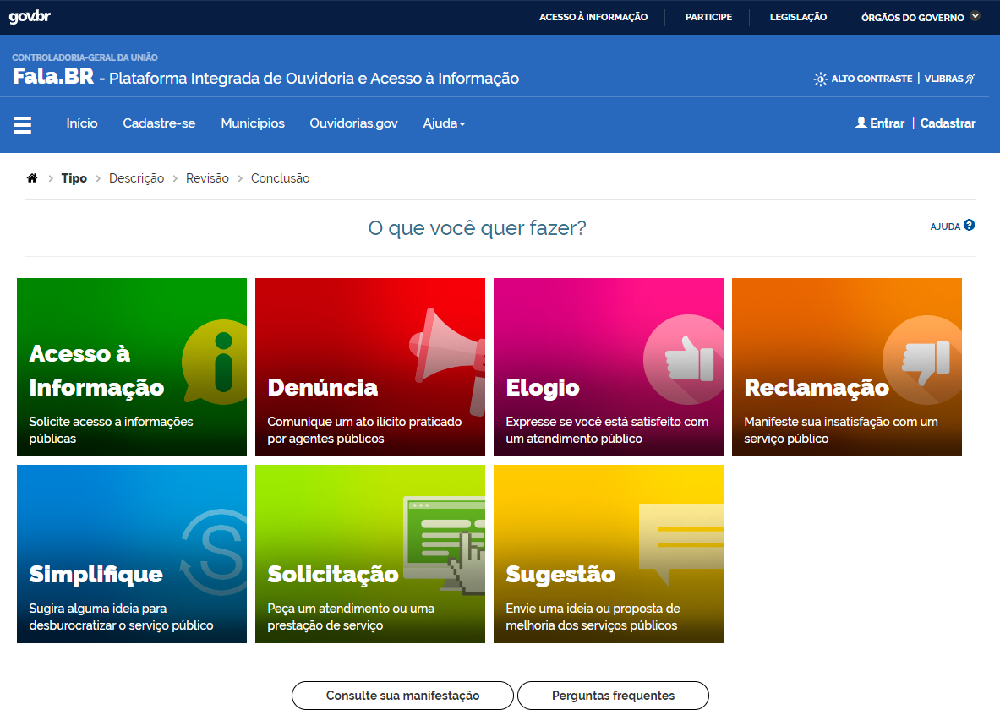 gov.br
ACESSO À INFORMAÇÃO
PARTICIPE
LEGISLAÇÃO
ÓRGÃOS DO GOVERNO
CONTROLADORIA-GERAL DA UNIÃO
Fala.BR - Plataforma Integrada de Ouvidoria e Acesso à Informação
ALTO CONTRASTE | VLIBRAS
Início
Cadastre-se
Municípios
Ouvidorias.gov
Ajuda
Entrar | Cadastrar
Tipo > Descrição > Revisão > Conclusão
O que você quer fazer?
AJUDA ?
Acesso à
Informação
Solicite acesso a informações
públicas
Denúncia
Comunique um ato ilícito praticado
por agentes públicos
Elogio
Expresse se você está satisfeito com
um atendimento público
Reclamação
Manifeste sua insatisfação com um
serviço público
Simplifique
Sugira alguma ideia para
desburocratizar o serviço público
Solicitação
Peça um atendimento ou uma
prestação de serviço
Sugestão
Envie uma ideia ou proposta de
melhoria dos serviços públicos
Consulte sua manifestação
Perguntas frequentes